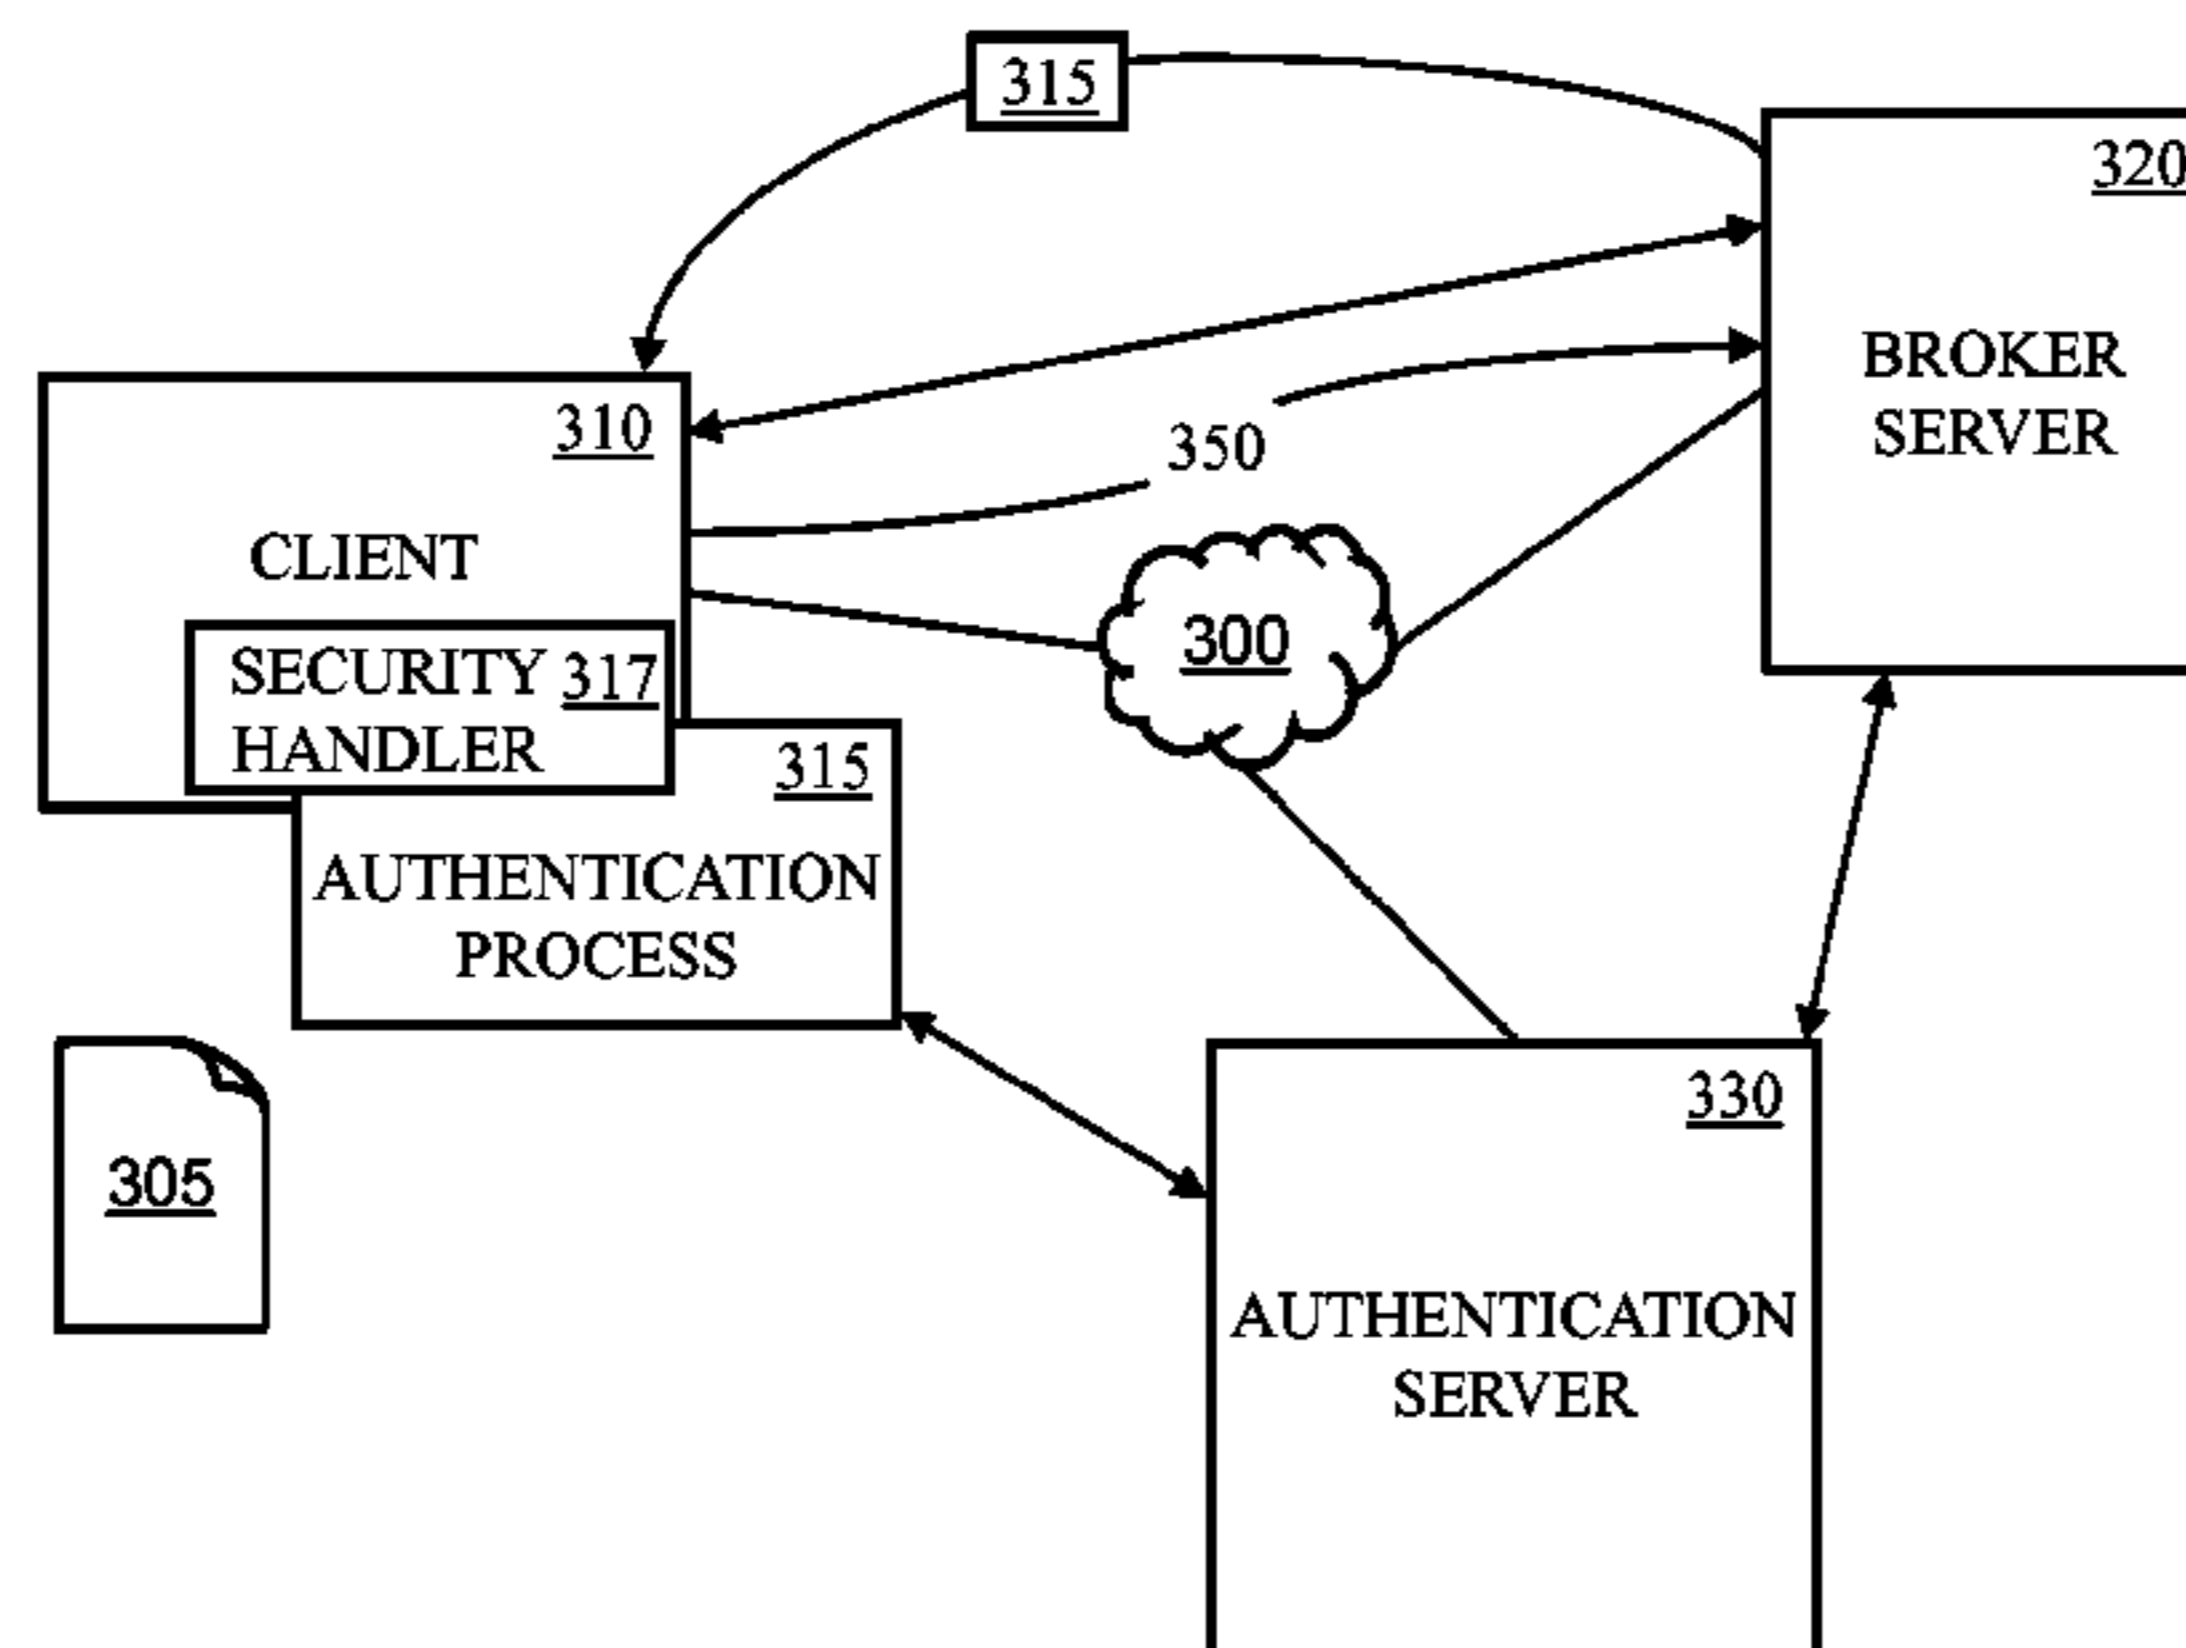 315
320
BROKER
SERVER
310
350
CLIENT
300
SECURITY 317
HANDLER
315
AUTHENTICATION
PROCESS
330
305
AUTHENTICATION
SERVER